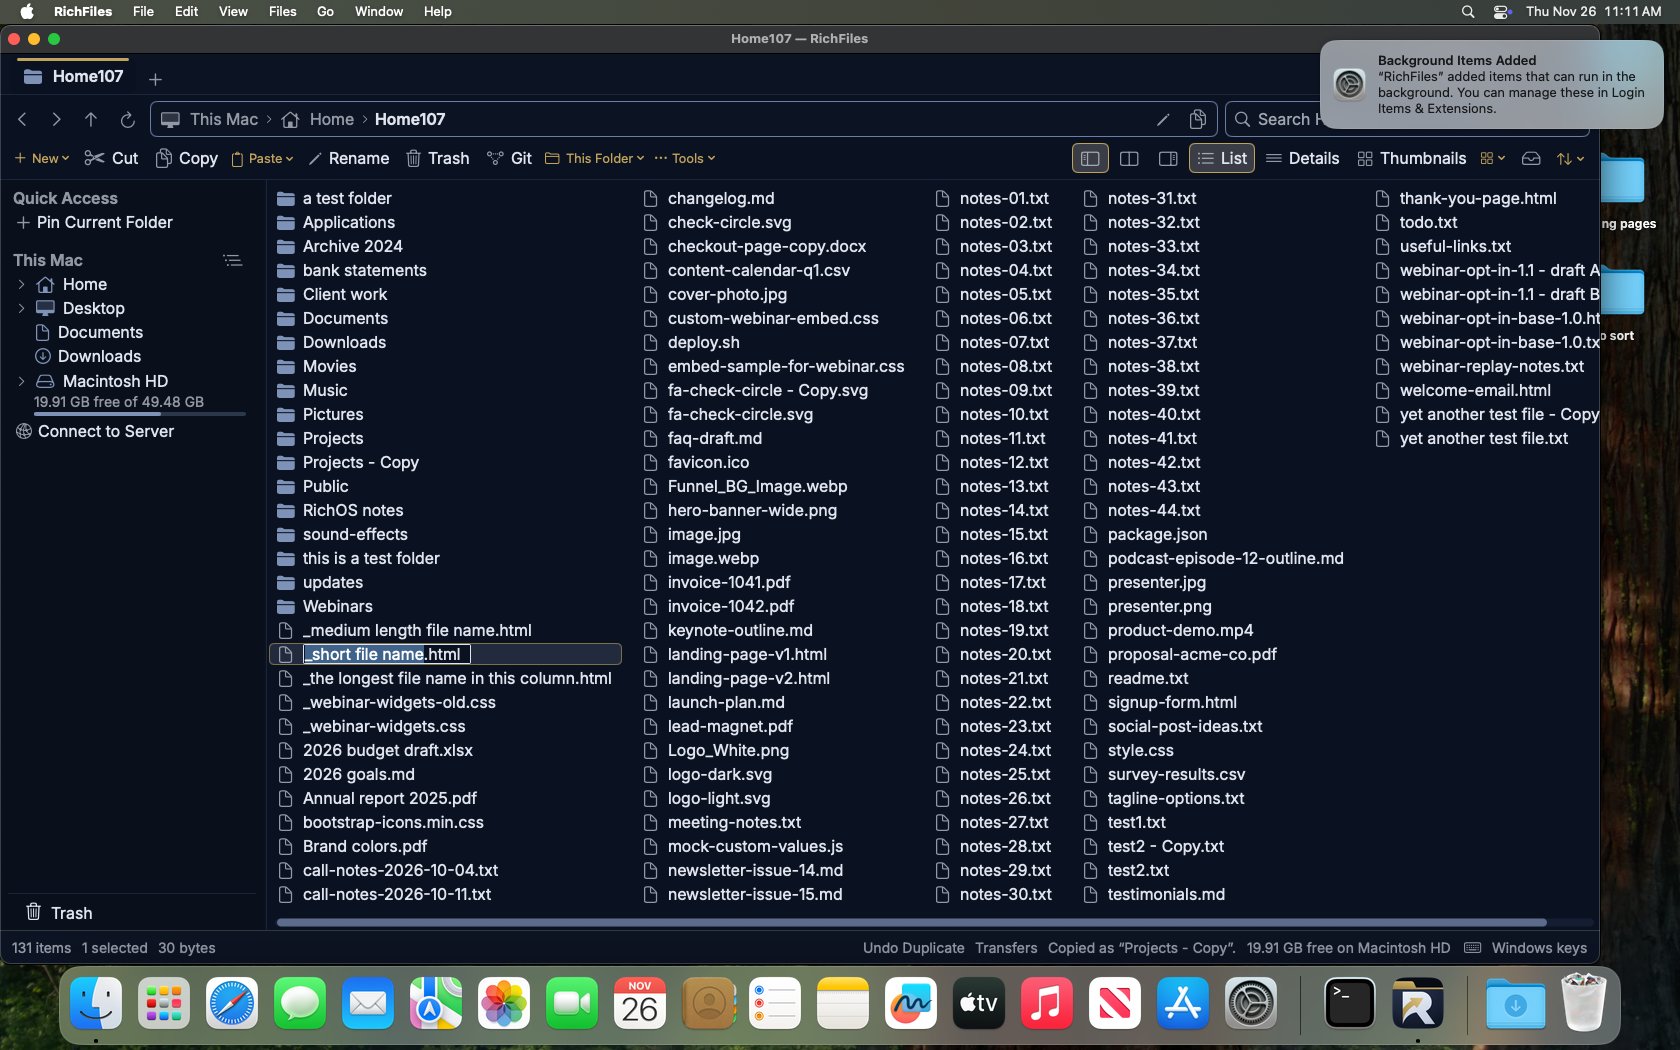 RichFiles File Edit View Files Go Window Help
Thu Nov 26 11:11 AM
Home107 — RichFiles
Background Items Added
“RichFiles” added items that can run in the
background. You can manage these in Login
Items & Extensions.
Home107
This Mac Home Home107
Search
New Cut Copy Paste Rename Trash Git This Folder Tools
List Details Thumbnails
Quick Access
Pin Current Folder
This Mac
Home
Desktop
Documents
Downloads
Macintosh HD
19.91 GB free of 49.48 GB
Connect to Server
Trash
a test folder
Applications
Archive 2024
bank statements
Client work
Documents
Downloads
Movies
Music
Pictures
Projects
Projects - Copy
Public
RichOS notes
sound-effects
this is a test folder
updates
Webinars
_medium length file name.html
_short file name.html
_the longest file name in this column.html
_webinar-widgets-old.css
_webinar-widgets.css
2026 budget draft.xlsx
2026 goals.md
Annual report 2025.pdf
bootstrap-icons.min.css
Brand colors.pdf
call-notes-2026-10-04.txt
call-notes-2026-10-11.txt
changelog.md
check-circle.svg
checkout-page-copy.docx
content-calendar-q1.csv
cover-photo.jpg
custom-webinar-embed.css
deploy.sh
embed-sample-for-webinar.css
fa-check-circle - Copy.svg
fa-check-circle.svg
faq-draft.md
favicon.ico
Funnel_BG_Image.webp
hero-banner-wide.png
image.jpg
image.webp
invoice-1041.pdf
invoice-1042.pdf
keynote-outline.md
landing-page-v1.html
landing-page-v2.html
launch-plan.md
lead-magnet.pdf
Logo_White.png
logo-dark.svg
logo-light.svg
meeting-notes.txt
mock-custom-values.js
newsletter-issue-14.md
newsletter-issue-15.md
notes-01.txt
notes-02.txt
notes-03.txt
notes-04.txt
notes-05.txt
notes-06.txt
notes-07.txt
notes-08.txt
notes-09.txt
notes-10.txt
notes-11.txt
notes-12.txt
notes-13.txt
notes-14.txt
notes-15.txt
notes-16.txt
notes-17.txt
notes-18.txt
notes-19.txt
notes-20.txt
notes-21.txt
notes-22.txt
notes-23.txt
notes-24.txt
notes-25.txt
notes-26.txt
notes-27.txt
notes-28.txt
notes-29.txt
notes-30.txt
notes-31.txt
notes-32.txt
notes-33.txt
notes-34.txt
notes-35.txt
notes-36.txt
notes-37.txt
notes-38.txt
notes-39.txt
notes-40.txt
notes-41.txt
notes-42.txt
notes-43.txt
notes-44.txt
package.json
podcast-episode-12-outline.md
presenter.jpg
presenter.png
product-demo.mp4
proposal-acme-co.pdf
readme.txt
signup-form.html
social-post-ideas.txt
style.css
survey-results.csv
tagline-options.txt
test1.txt
test2 - Copy.txt
test2.txt
testimonials.md
thank-you-page.html
todo.txt
useful-links.txt
webinar-opt-in-1.1 - draft A
webinar-opt-in-1.1 - draft B
webinar-opt-in-base-1.0.ht
webinar-opt-in-base-1.0.tx
webinar-replay-notes.txt
welcome-email.html
yet another test file - Copy
yet another test file.txt
ng pages
o sort
131 items 1 selected 30 bytes
Undo Duplicate Transfers Copied as “Projects - Copy”. 19.91 GB free on Macintosh HD Windows keys
NOV
26
tv